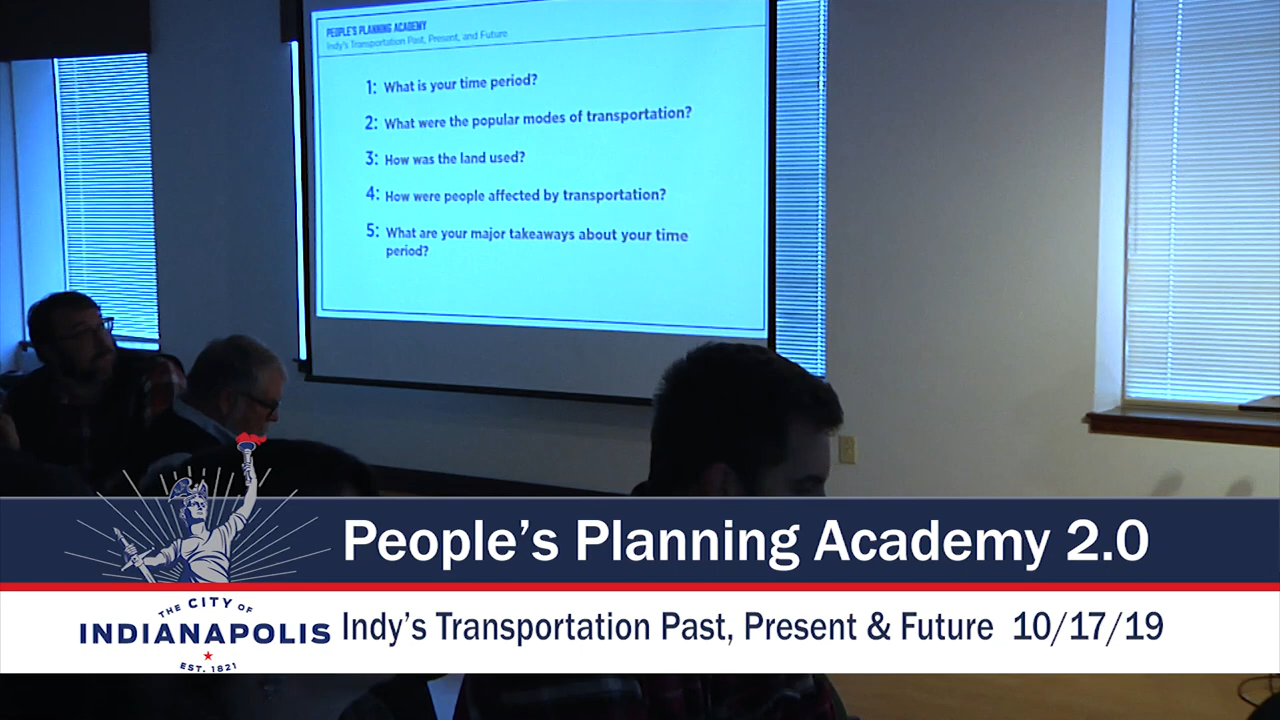 PEOPLE'S PLANNING ACADEMY
Indy's Transportation Past, Present, and Future
1: What is your time period?
2: What were the popular modes of transportation?
3: How was the land used?
4: How were people affected by transportation?
5: What are your major takeaways about your time
period?
People's Planning Academy 2.0
THE CITY OF
INDIANAPOLIS
EST. 1821
Indy's Transportation Past, Present & Future 10/17/19